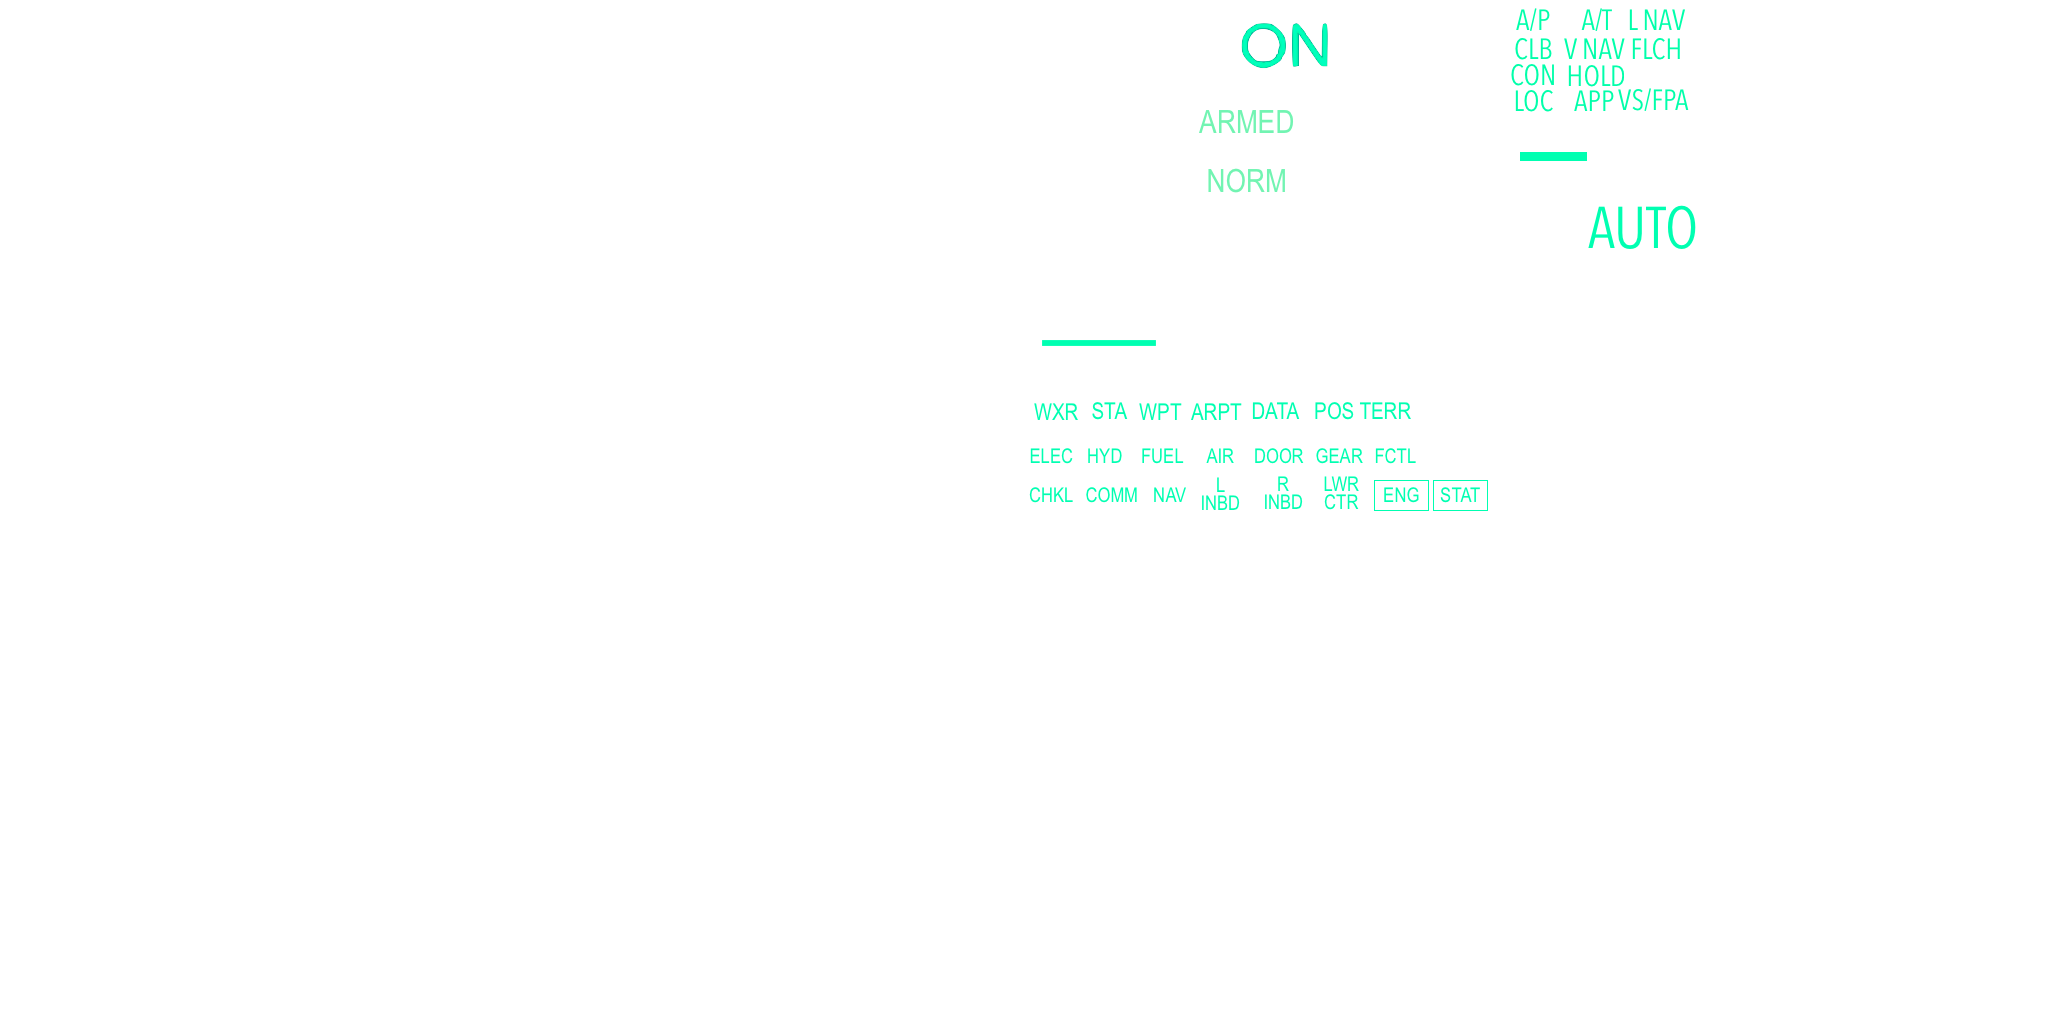 ON
ARMED
NORM
A/P A/T L NAV
CLB V NAV FLCH
CON HOLD
LOC APP VS/FPA
AUTO
WXR STA WPT ARPT DATA POS TERR
ELEC HYD FUEL AIR DOOR GEAR FCTL
CHKL COMM NAV L INBD R INBD LWR CTR ENG STAT